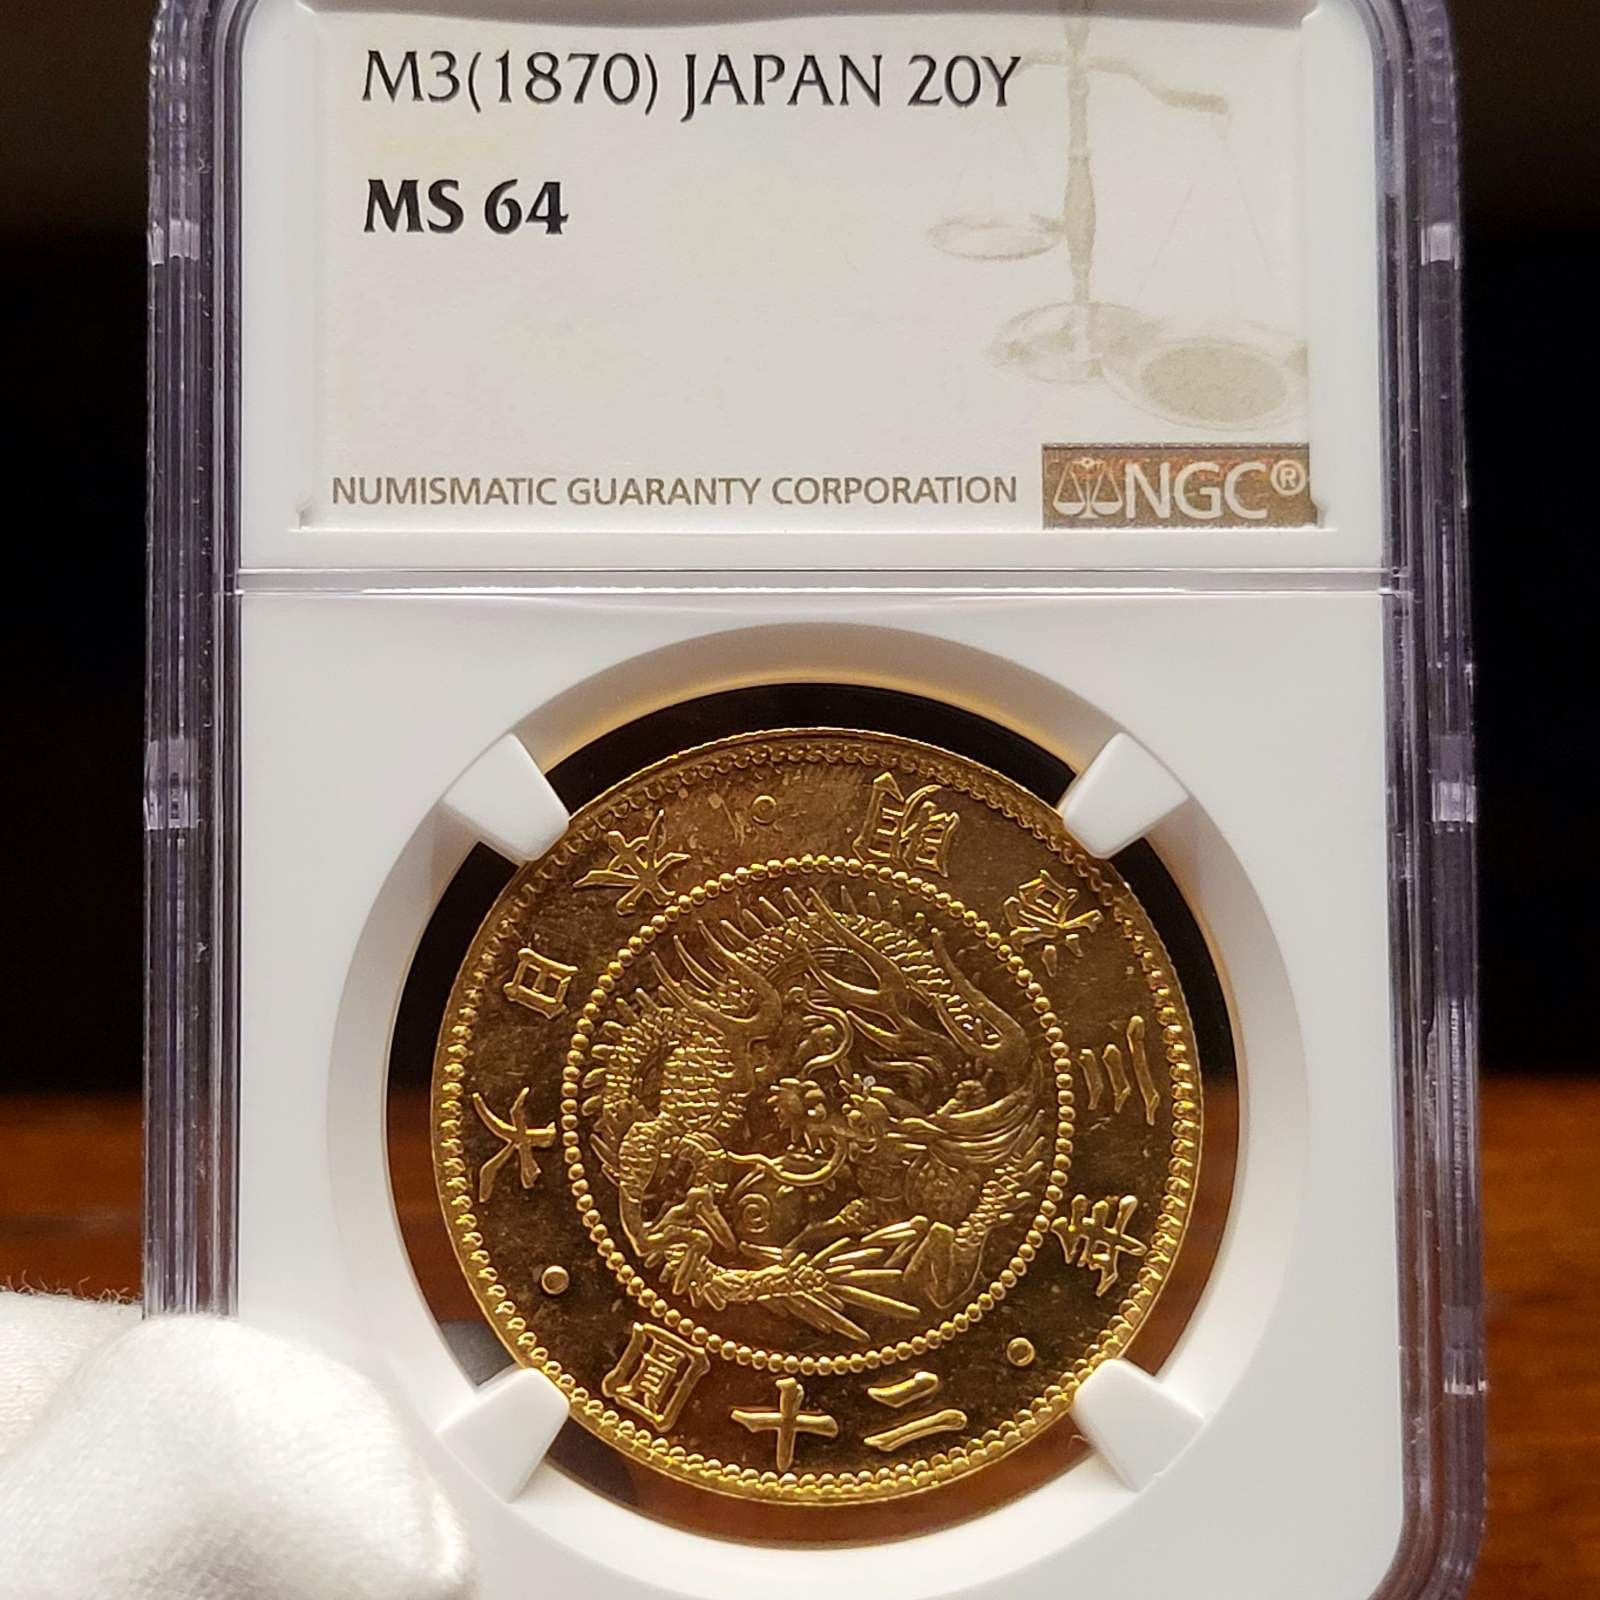 M3(1870) JAPAN 20Y
MS 64
NUMISMATIC GUARANTY CORPORATION
NGC®
大日本・明治三年・二十圓・